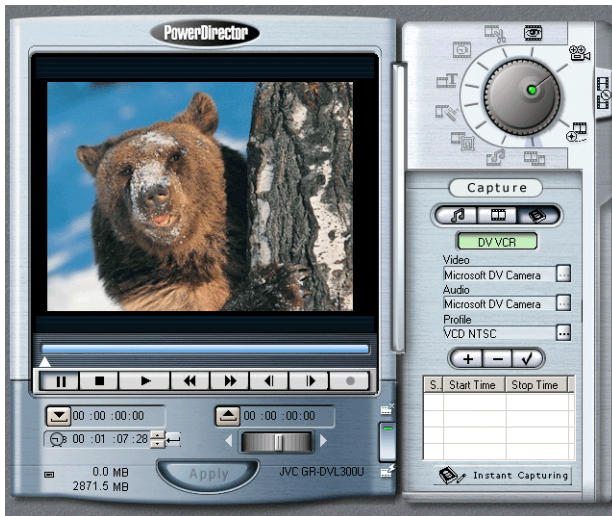 PowerDirector
Capture
DV VCR
Video
Microsoft DV Camera ...
Audio
Microsoft DV Camera ...
Profile
VCD NTSC ...
S. Start Time Stop Time
00 :00 :00:00
00 :00 :00:00
00 :01 :07:28
0.0 MB
2871.5 MB
Apply
JVC GR-DVL300U
Instant Capturing